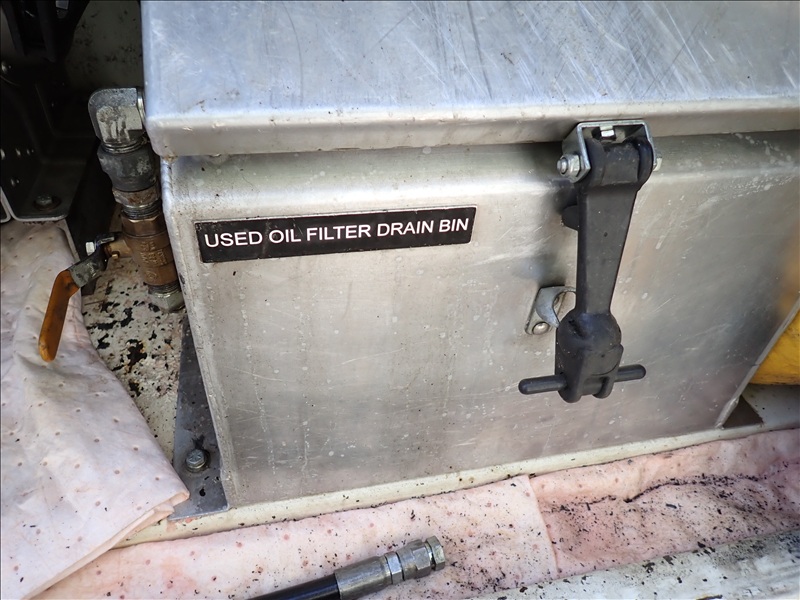 USED OIL FILTER DRAIN BIN